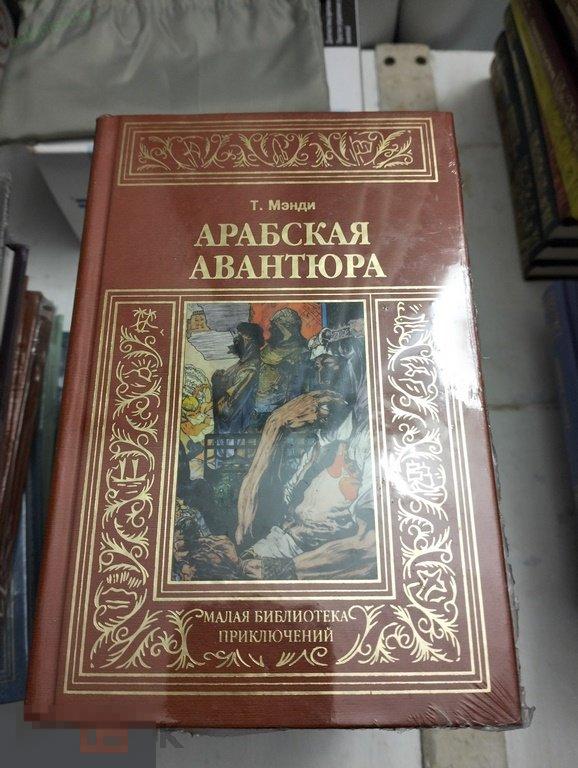 Т. Мэнди
АРАБСКАЯ
АВАНТЮРА
МАЛАЯ БИБЛИОТЕКА
ПРИКЛЮЧЕНИЙ